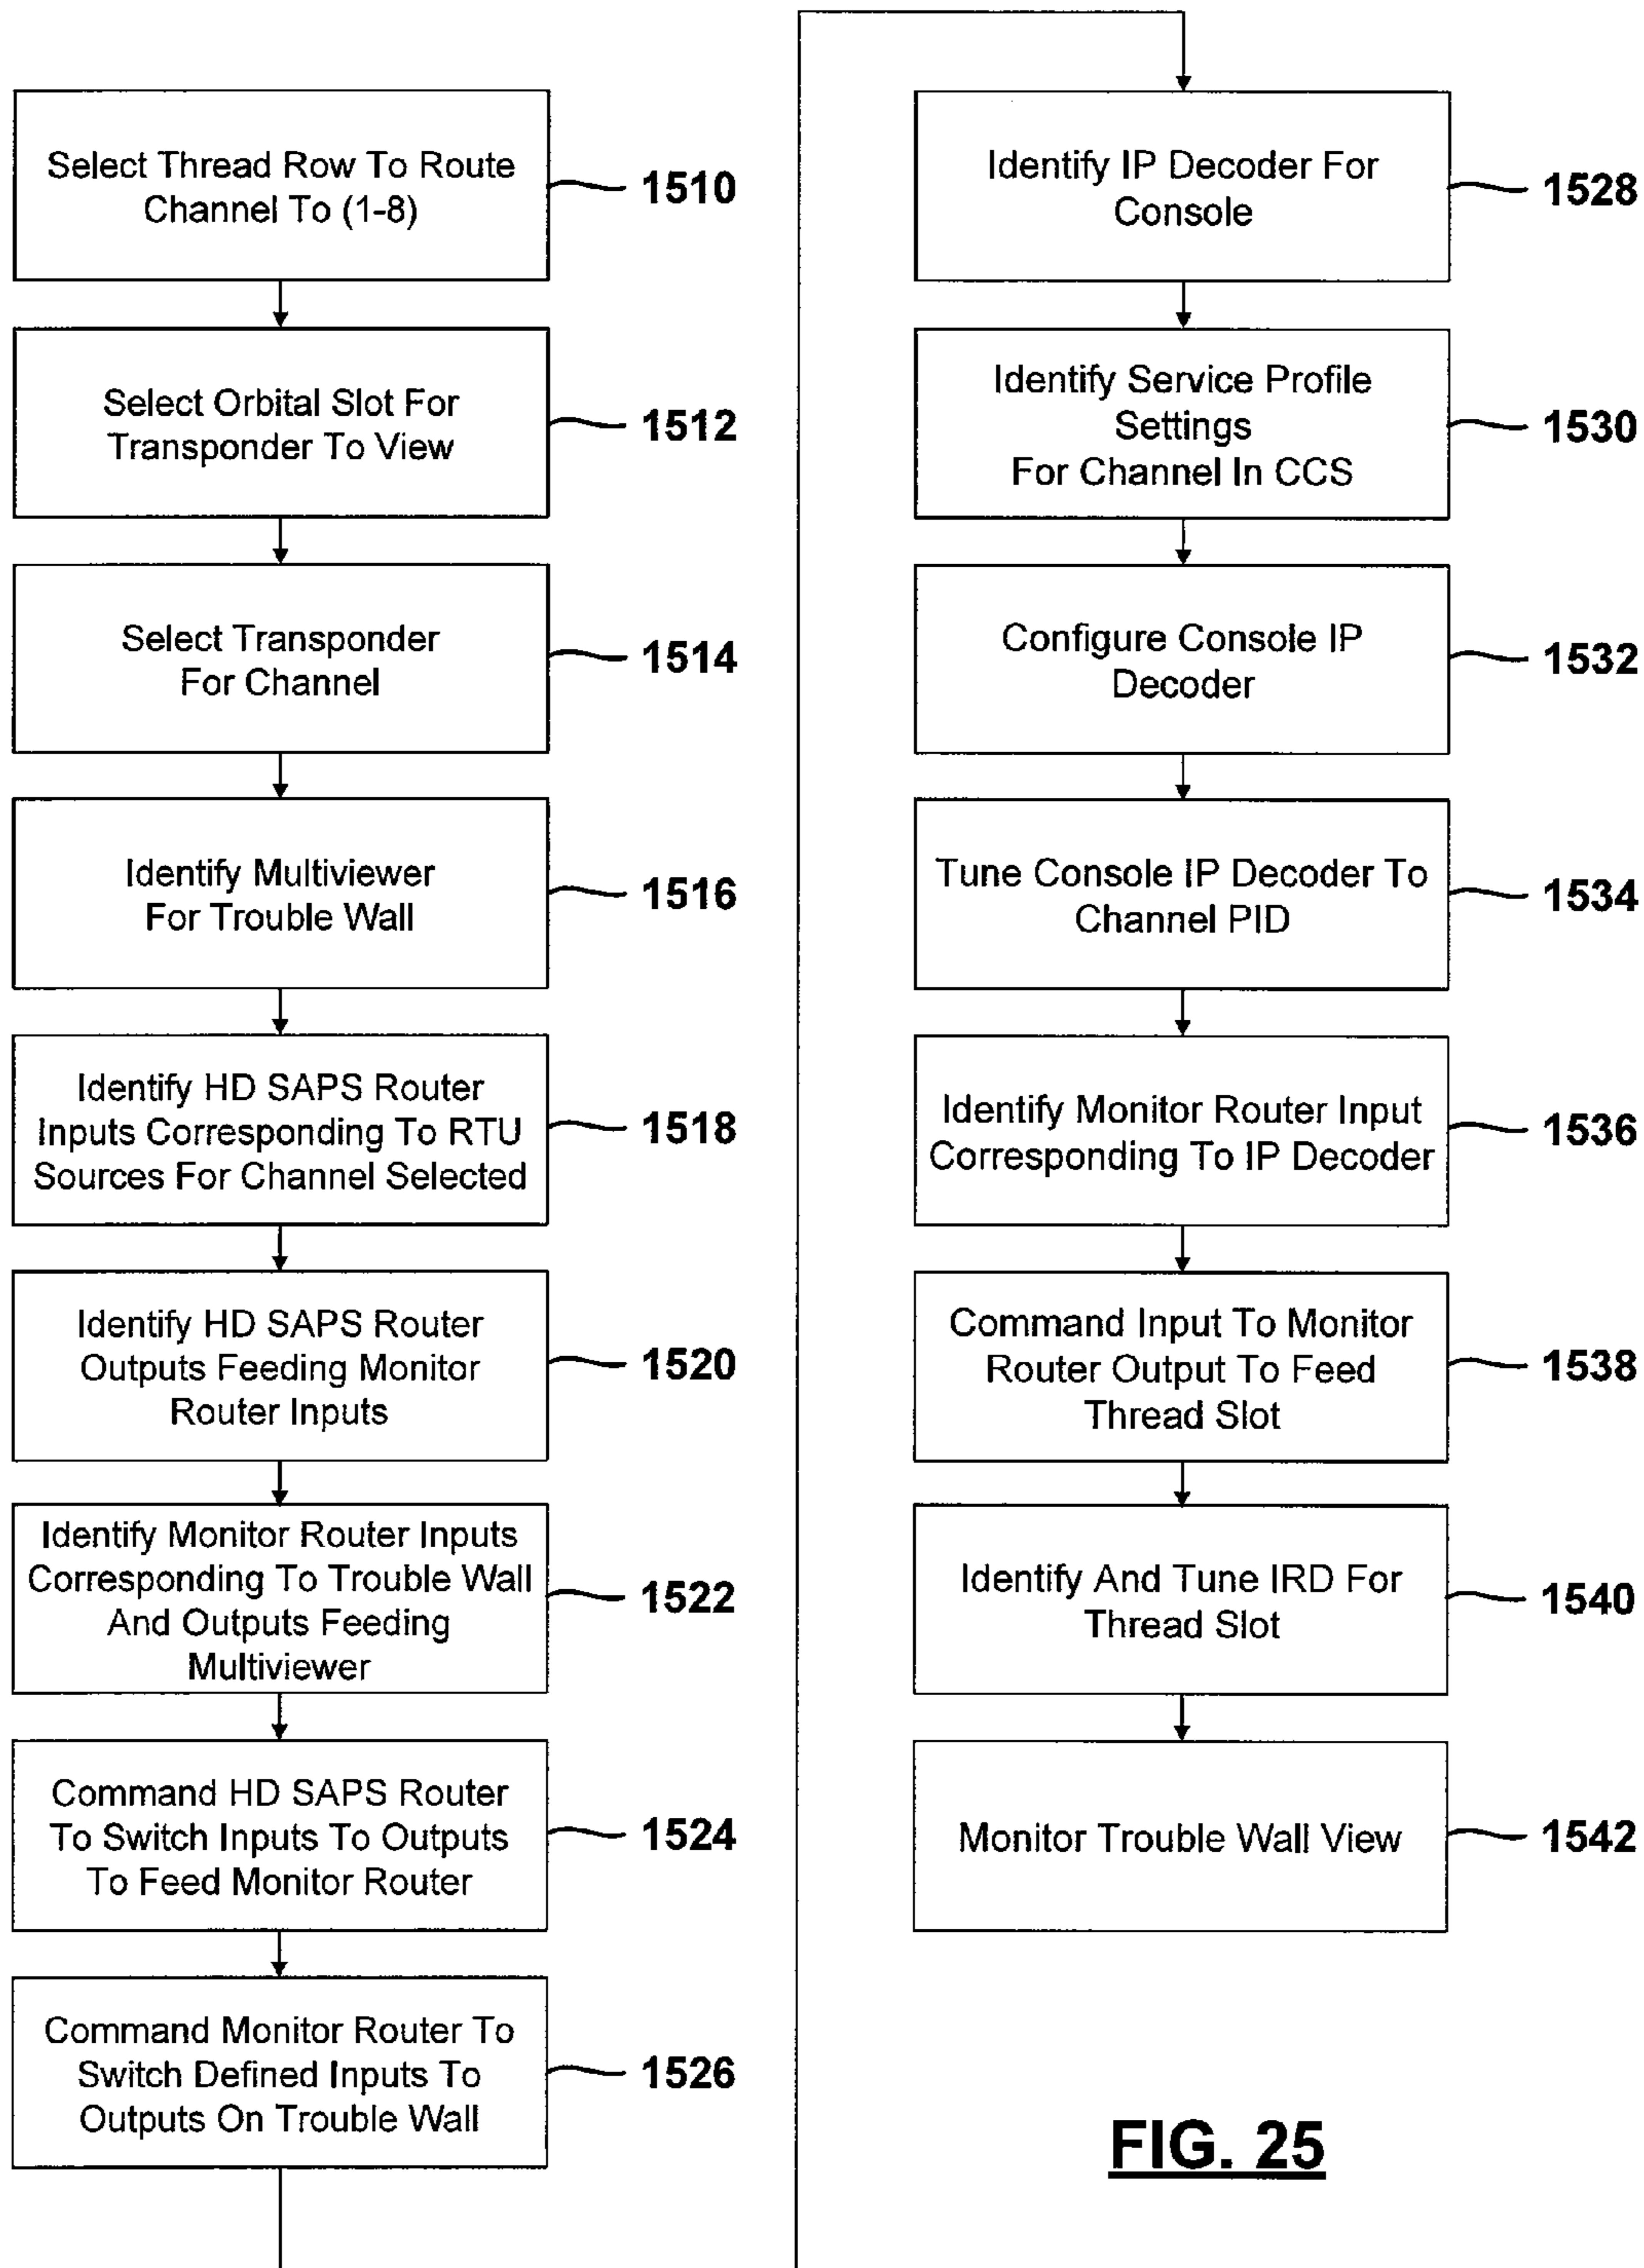 Select Thread Row To Route
Channel To (1-8)
1510
Select Orbital Slot For
Transponder To View
1512
Select Transponder
For Channel
1514
Identify Multiviewer
For Trouble Wall
1516
Identify HD SAPS Router
Inputs Corresponding To RTU
Sources For Channel Selected
1518
Identify HD SAPS Router
Outputs Feeding Monitor
Router Inputs
1520
Identify Monitor Router Inputs
Corresponding To Trouble Wall
And Outputs Feeding
Multiviewer
1522
Command HD SAPS Router
To Switch Inputs To Outputs
To Feed Monitor Router
1524
Command Monitor Router To
Switch Defined Inputs To
Outputs On Trouble Wall
1526
Identify IP Decoder For
Console
1528
Identify Service Profile
Settings
For Channel In CCS
1530
Configure Console IP
Decoder
1532
Tune Console IP Decoder To
Channel PID
1534
Identify Monitor Router Input
Corresponding To IP Decoder
1536
Command Input To Monitor
Router Output To Feed
Thread Slot
1538
Identify And Tune IRD For
Thread Slot
1540
Monitor Trouble Wall View
1542
FIG. 25